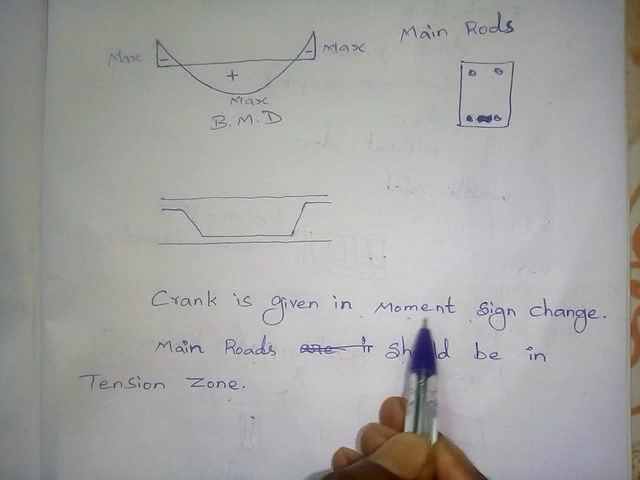 Main Rods
Max
Max
-
+
-
Max
B.M.D
Crank is given in Moment sign change.
Main Roads are it should be in
Tension Zone.